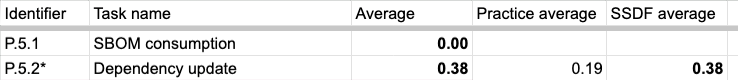 Identifier Task name Average Practice average SSDF average
P.5.1 SBOM consumption 0.00
P.5.2* Dependency update 0.38 0.19 0.38